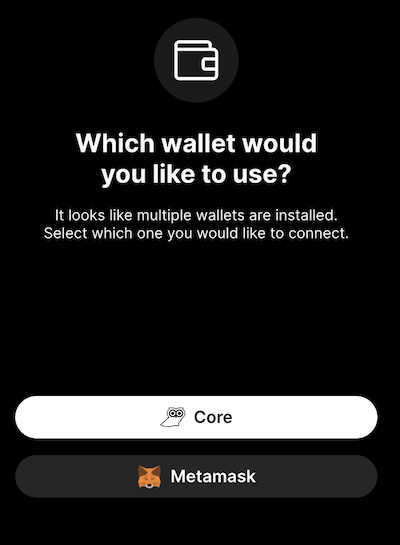 Which wallet would
you like to use?
It looks like multiple wallets are installed.
Select which one you would like to connect.
Core
Metamask